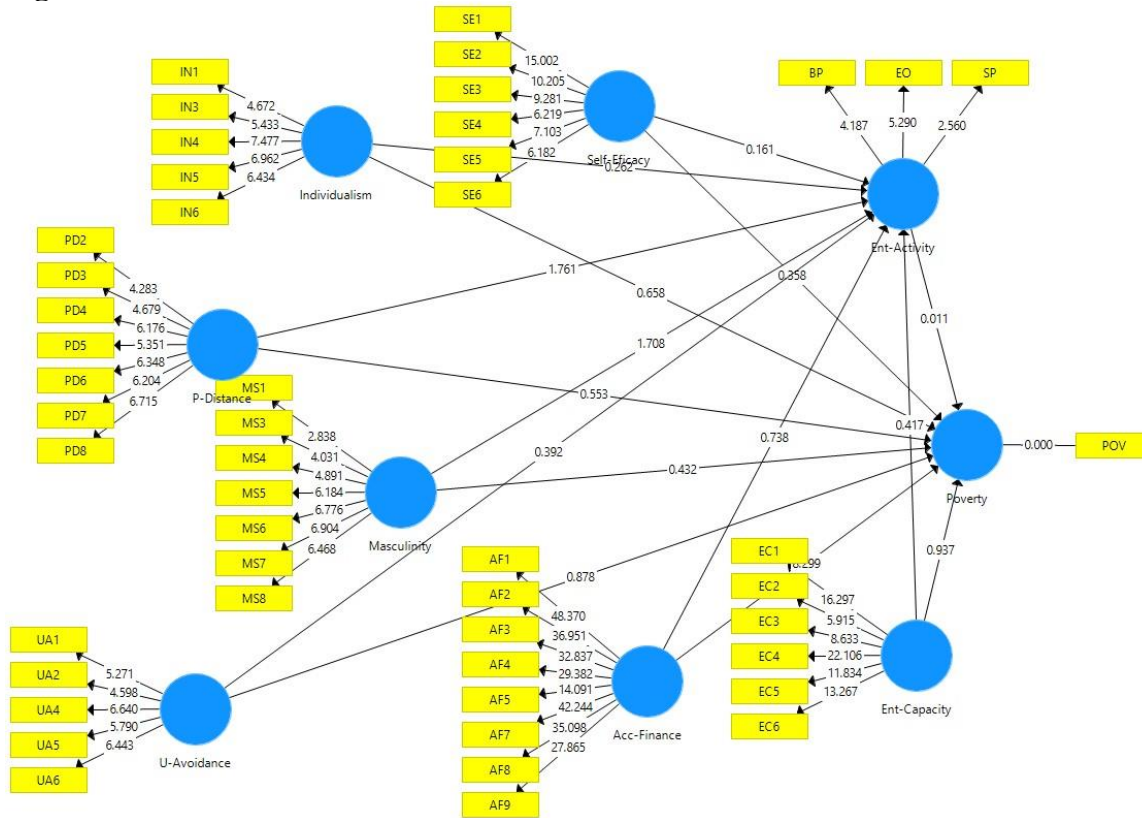 SE1
SE2
SE3
SE4
SE5
SE6
15.002
10.205
9.281
6.219
7.103
6.182
Self-Eficacy
IN1
IN3
IN4
IN5
IN6
4.672
5.433
7.477
6.962
6.434
Individualism
BP
EO
SP
4.187
5.290
2.560
Ent-Activity
0.161
0.262
1.761
0.358
0.658
1.708
0.011
PD2
PD3
PD4
PD5
PD6
PD7
PD8
4.283
4.679
6.176
5.351
6.348
6.204
6.715
P-Distance
0.553
0.417
0.392
0.738
0.432
0.000
POV
Poverty
MS1
MS3
MS4
MS5
MS6
MS7
MS8
2.838
4.031
4.891
6.184
6.776
6.904
6.468
Masculinity
0.878
0.937
UA1
UA2
UA4
UA5
UA6
5.271
4.598
6.640
5.790
6.443
U-Avoidance
AF1
AF2
AF3
AF4
AF5
AF7
AF8
AF9
48.370
36.951
32.837
29.382
14.091
42.244
35.098
27.865
Acc-Finance
EC1
EC2
EC3
EC4
EC5
EC6
16.297
5.915
8.633
22.106
11.834
13.267
Ent-Capacity